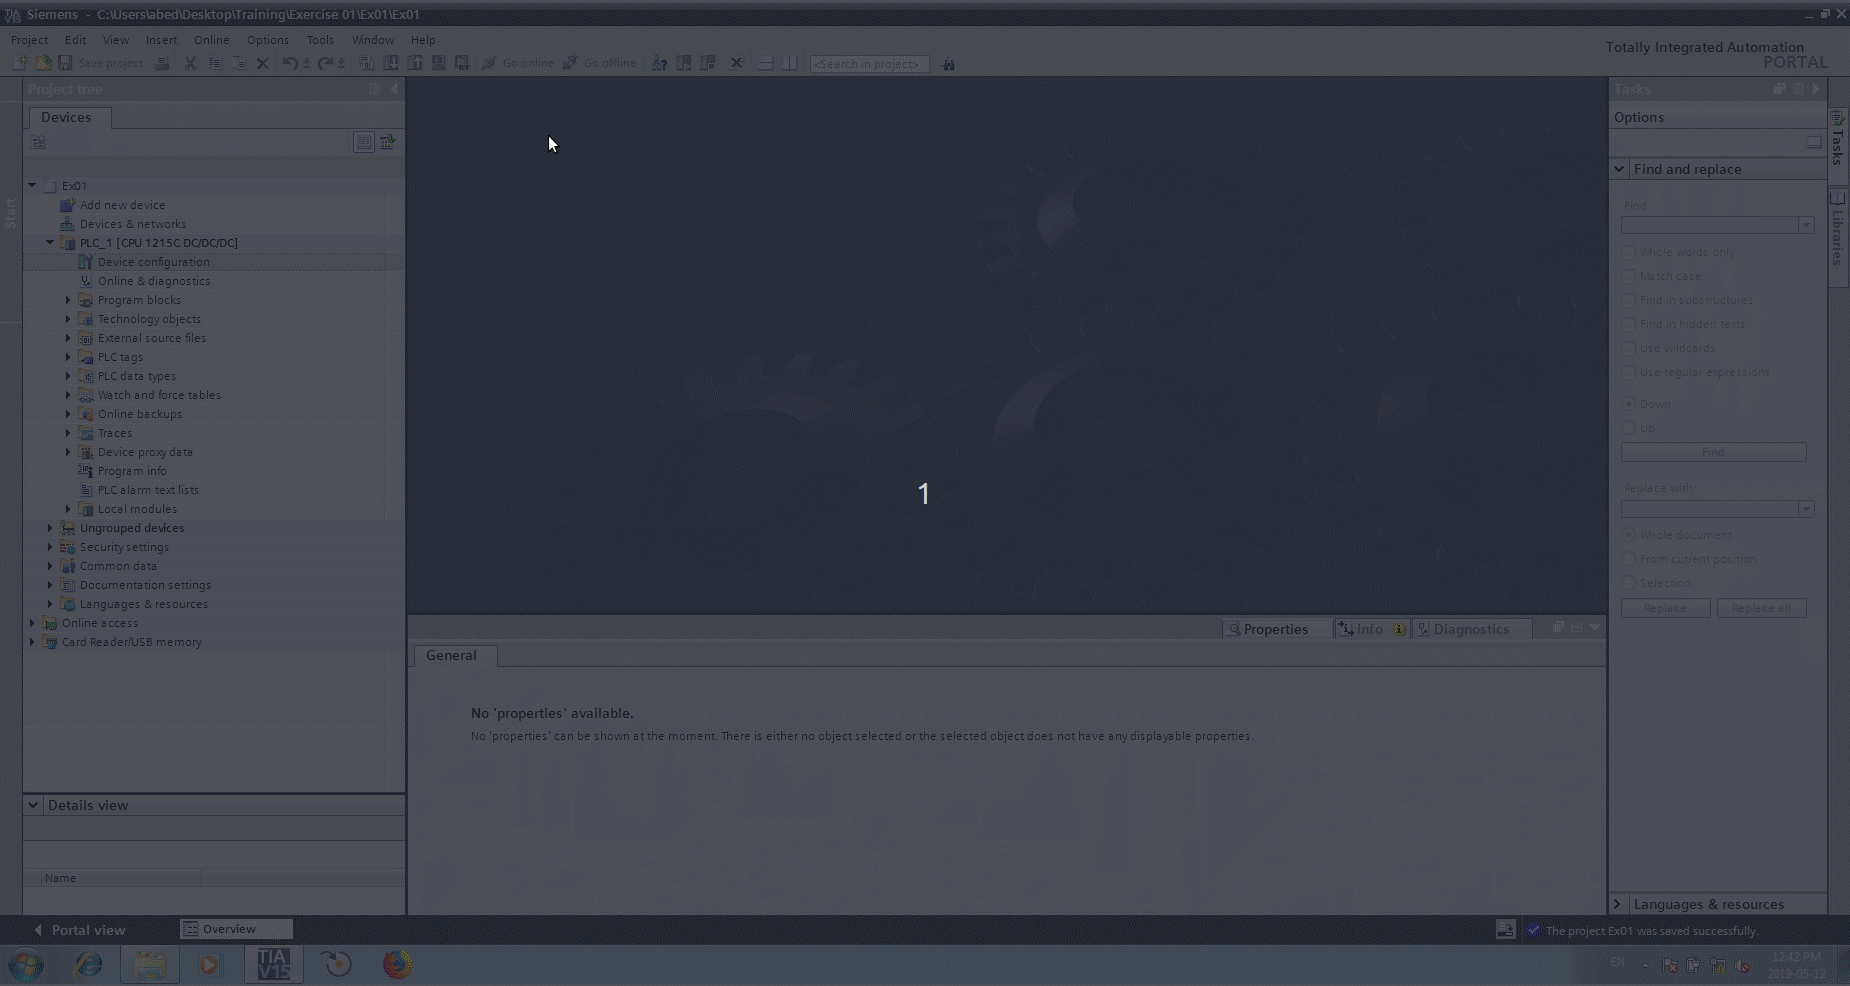 Siemens - C:\Users\abed\Desktop\Training\Exercise 01\Ex01\Ex01
Project Edit View Insert Online Options Tools Window Help
Totally Integrated Automation
PORTAL
Save project
Go online
Go offline
<Search in project>
Project tree
Devices
Start
Ex01
Add new device
Devices & networks
PLC_1 [CPU 1215C DC/DC/DC]
Device configuration
Online & diagnostics
Program blocks
Technology objects
External source files
PLC tags
PLC data types
Watch and force tables
Online backups
Traces
Device proxy data
Program info
PLC alarm text lists
Local modules
Ungrouped devices
Security settings
Common data
Documentation settings
Languages & resources
Online access
Card Reader/USB memory
Details view
Name
1
Properties
Info
Diagnostics
General
No 'properties' available.
No 'properties' can be shown at the moment. There is either no object selected or the selected object does not have any displayable properties.
Tasks
Options
Find and replace
Find:
Whole words only
Match case
Find in substructures
Find in hidden texts
Use wildcards
Use regular expressions
Down
Up
Find
Replace with:
Whole document
From current position
Selection
Replace
Replace all
Languages & resources
Tasks
Libraries
Portal view
Overview
The project Ex01 was saved successfully.
TIA
V15
EN
12:42 PM
2019-05-12